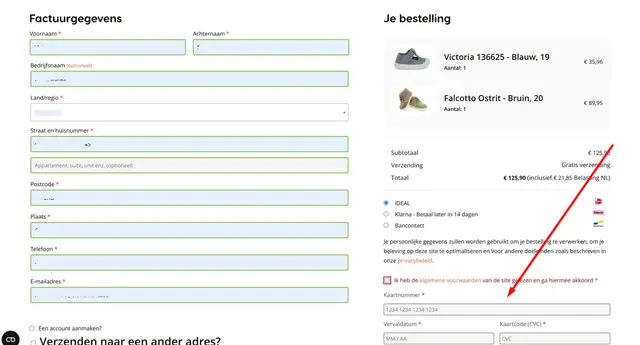 Factuurgegevens
Voornaam *
Achternaam *
Bedrijfsnaam (optioneel)
Land/regio *
Straat en huisnummer *
Appartement, suite, unit enz. (optioneel)
Postcode *
Plaats *
Telefoon *
E-mailadres *
Een account aanmaken?
Verzenden naar een ander adres?
Je bestelling
Victoria 136625 - Blauw, 19
Aantal: 1
€ 35,96
Falcotto Ostrit - Bruin, 20
Aantal: 1
€ 89,95
Subtotaal € 125,90
Verzending Gratis verzending
Totaal € 125,90 (inclusief € 21,85 Belasting NL)
iDEAL
Klarna - Betaal later in 14 dagen
Bancontact
Je persoonlijke gegevens zullen worden gebruikt om je bestelling te verwerken, om je
beleving op deze site te optimaliseren en voor andere doeleinden zoals beschreven in
onze privacybeleid.
Ik heb de algemene voorwaarden van de site gelezen en ga hiermee akkoord *
Kaartnummer *
1234 1234 1234 1234
Vervaldatum *
Kaartcode (CVC) *
MM / AA
CVC